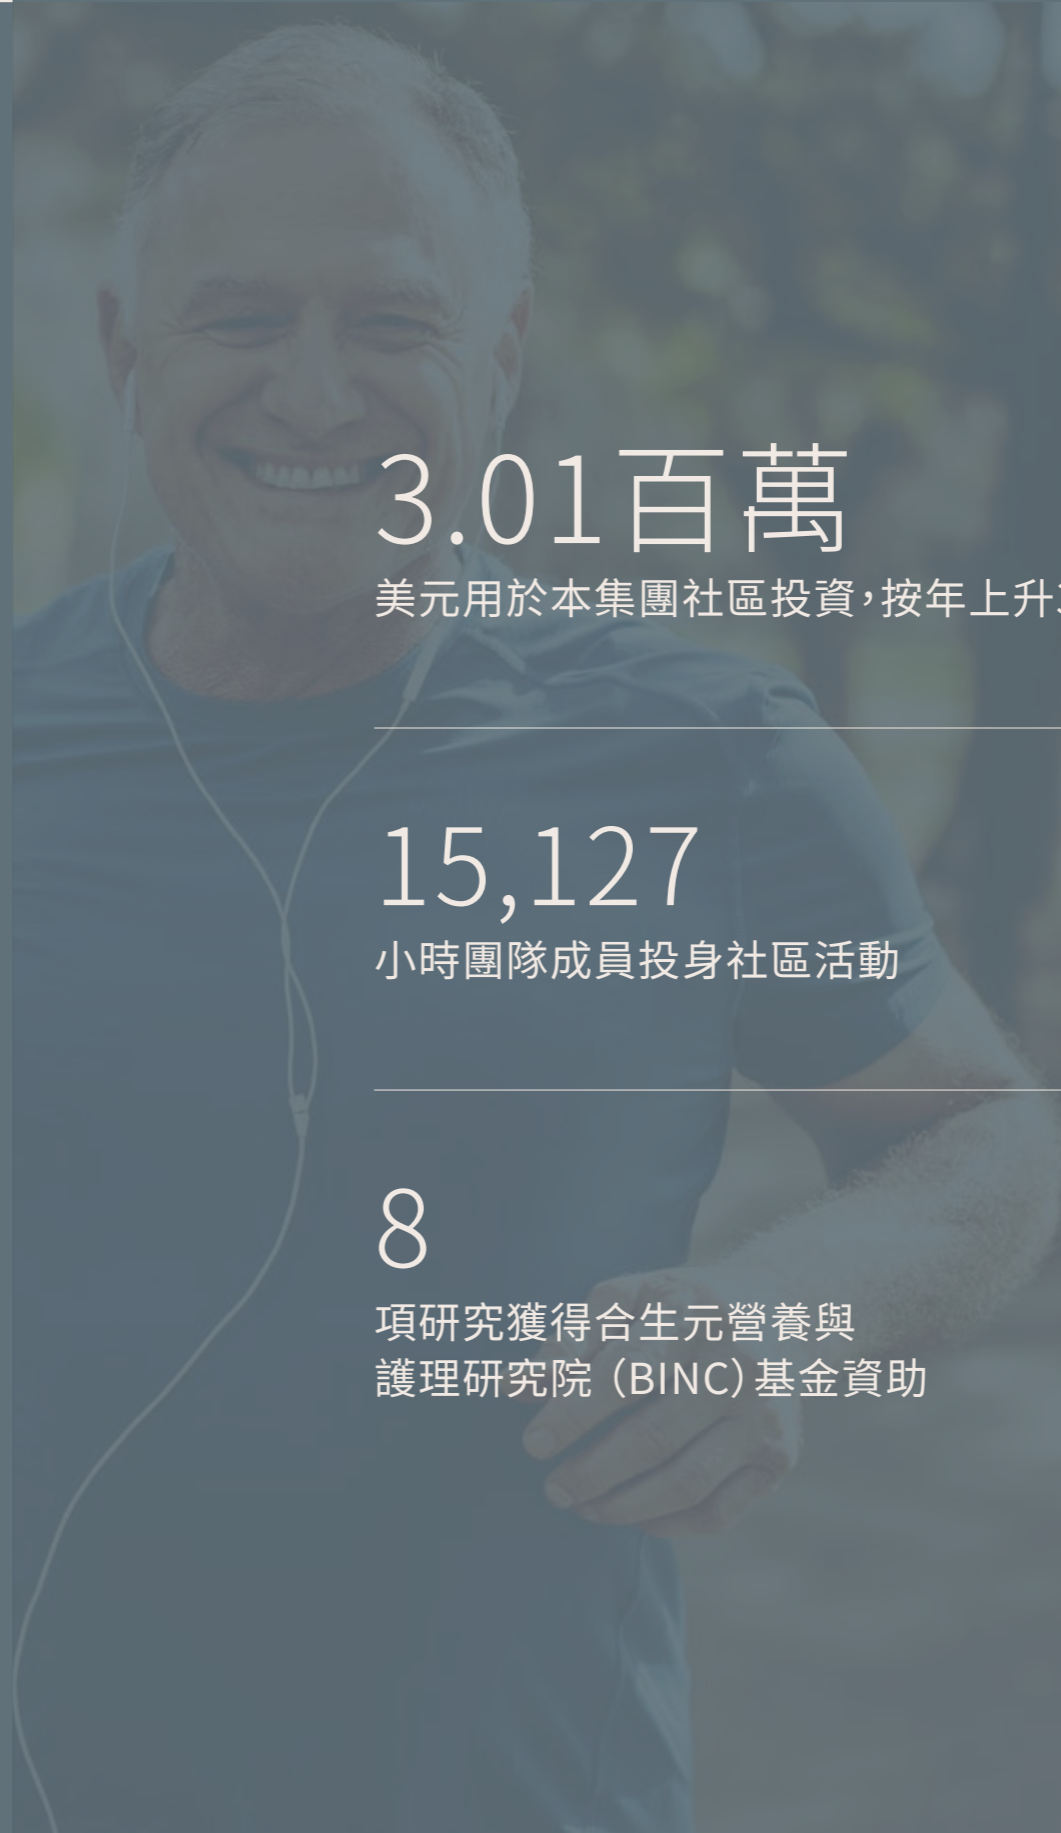 3.01百萬
美元用於本集團社區投資，按年上升
15,127
小時團隊成員投身社區活動
8
項研究獲得合生元營養與
護理研究院（BINC）基金資助